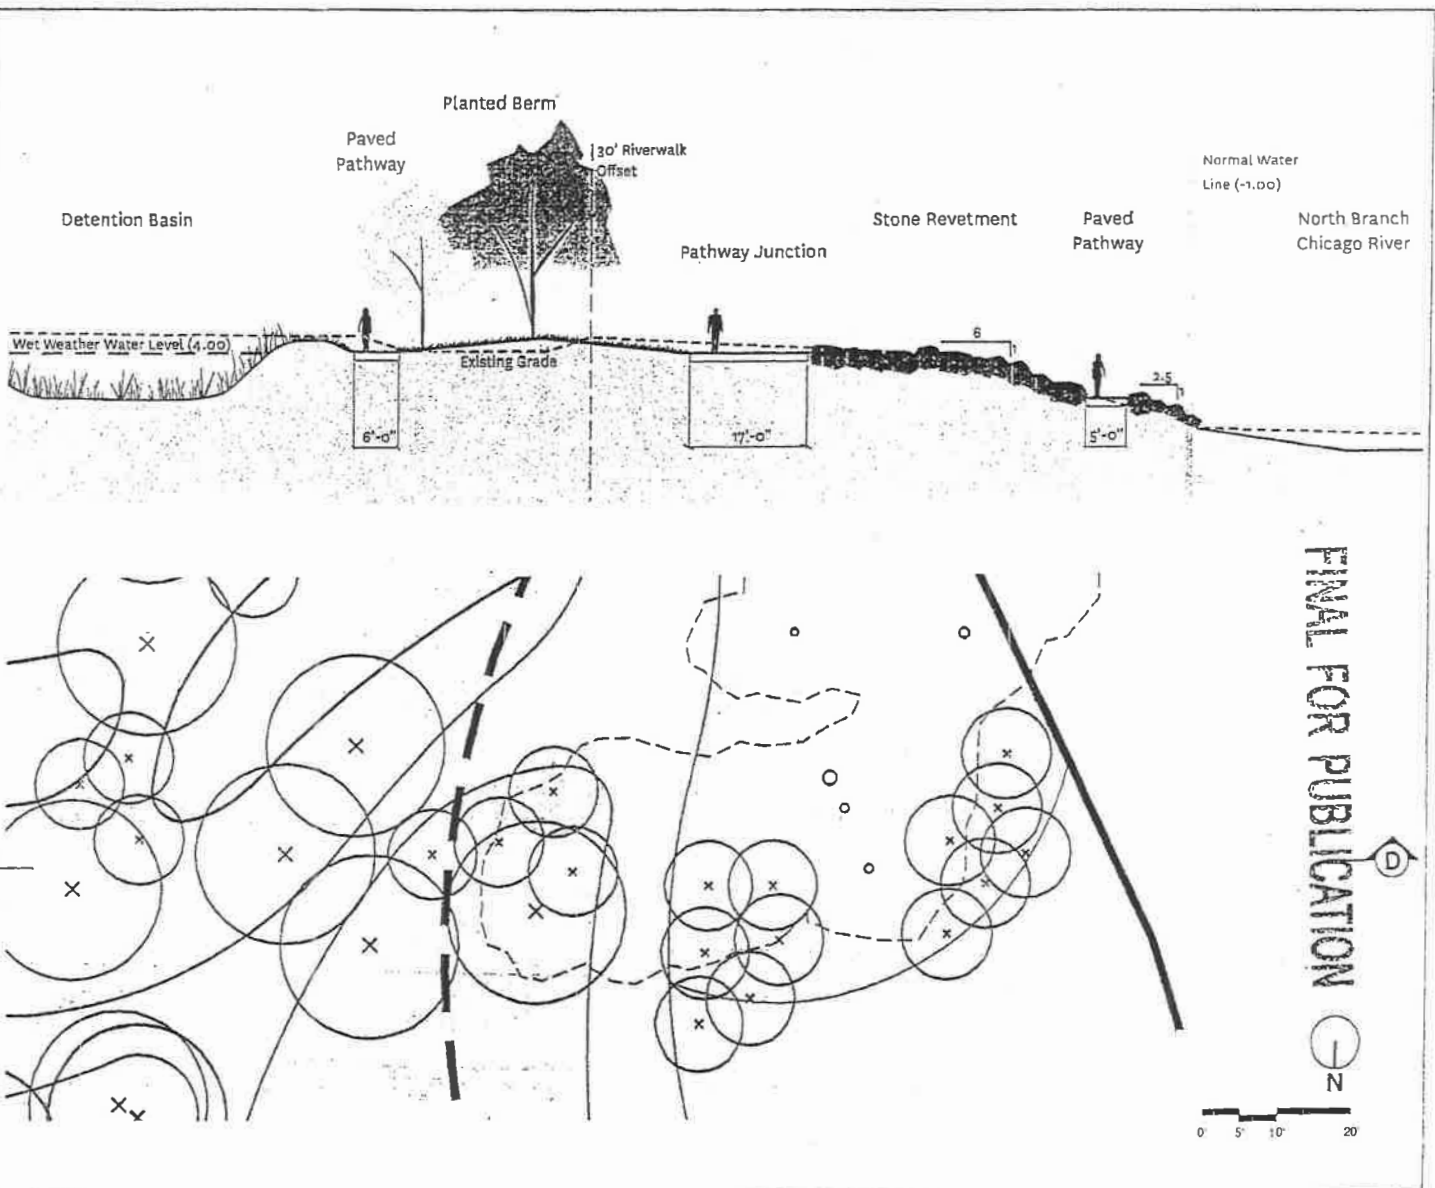 Planted Berm
Paved
Pathway
30' Riverwalk
Offset
Normal Water
Line (-1.00)
Detention Basin
Stone Revetment
Paved
Pathway
North Branch
Chicago River
Pathway Junction
Wet Weather Water Level (4.00)
Existing Grade
6
1
2.5
1
6'-0"
17'-0"
5'-0"
FINAL FOR PUBLICATION
D
N
0' 5' 10' 20'